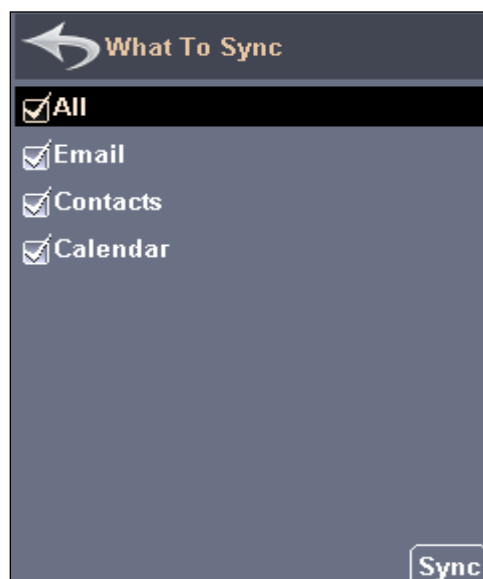 What To Sync
All
Email
Contacts
Calendar
Sync